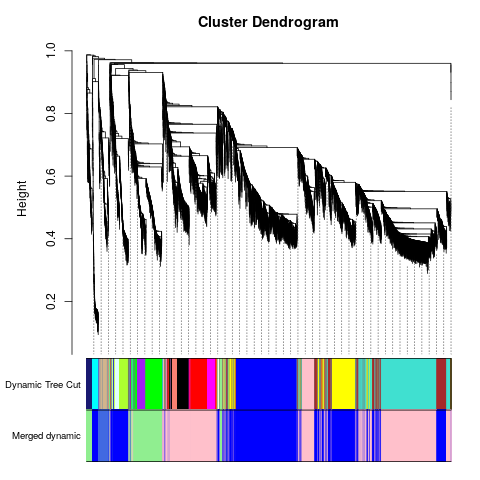 Cluster Dendrogram
1.0
0.8
0.6
0.4
0.2
Height
Dynamic Tree Cut
Merged dynamic